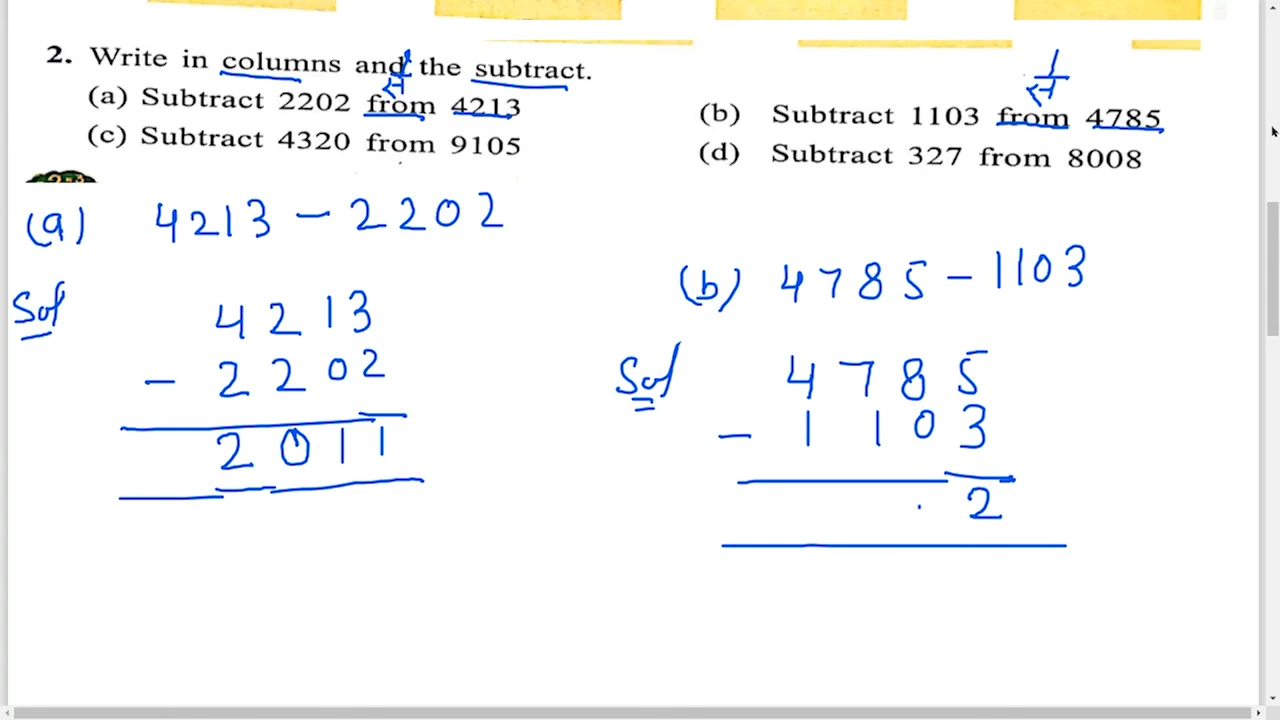 2. Write in columns and the subtract.
(a) Subtract 2202 from 4213
(b) Subtract 1103 from 4785
(c) Subtract 4320 from 9105
(d) Subtract 327 from 8008
(a) 4213 - 2202
Sol
4213
- 2202
2011
(b) 4785 - 1103
Sol
4785
- 1103
2